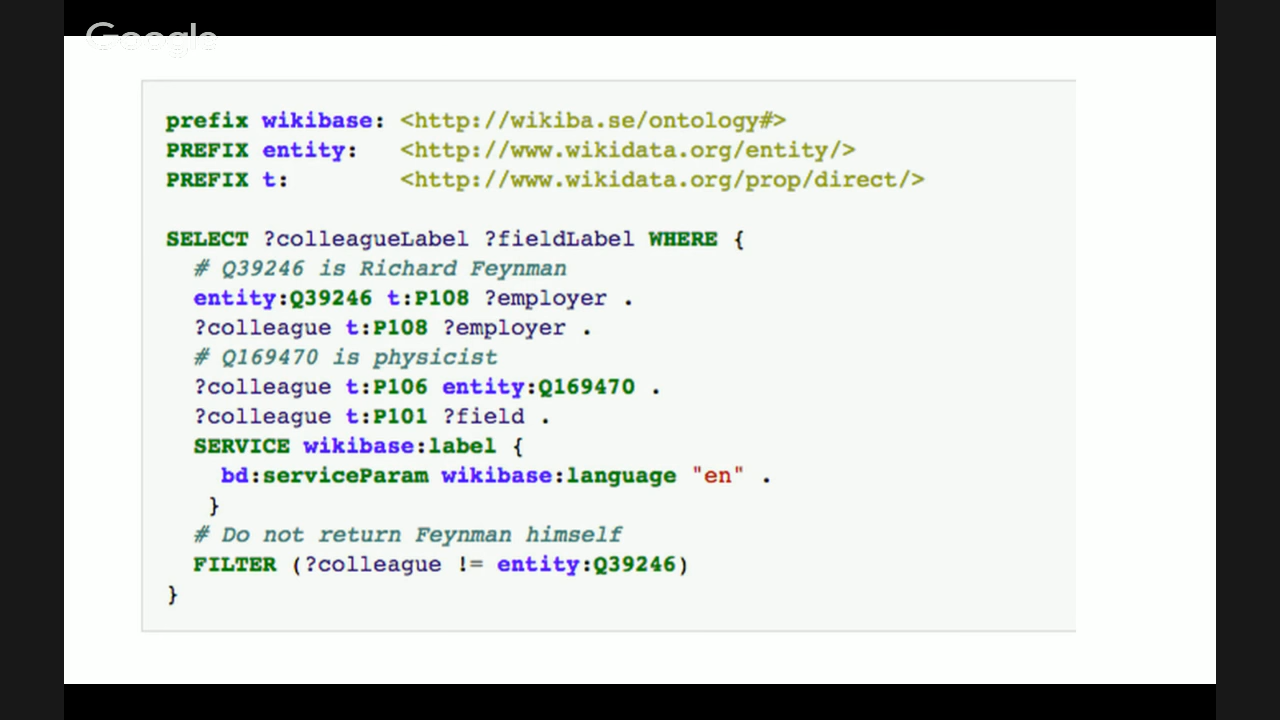 Google
prefix wikibase: <http://wikiba.se/ontology#>
PREFIX entity: <http://www.wikidata.org/entity/>
PREFIX t: <http://www.wikidata.org/prop/direct/>
SELECT ?colleagueLabel ?fieldLabel WHERE {
# Q39246 is Richard Feynman
entity:Q39246 t:P108 ?employer .
?colleague t:P108 ?employer .
# Q169470 is physicist
?colleague t:P106 entity:Q169470 .
?colleague t:P101 ?field .
SERVICE wikibase:label {
bd:serviceParam wikibase:language "en" .
}
# Do not return Feynman himself
FILTER (?colleague != entity:Q39246)
}